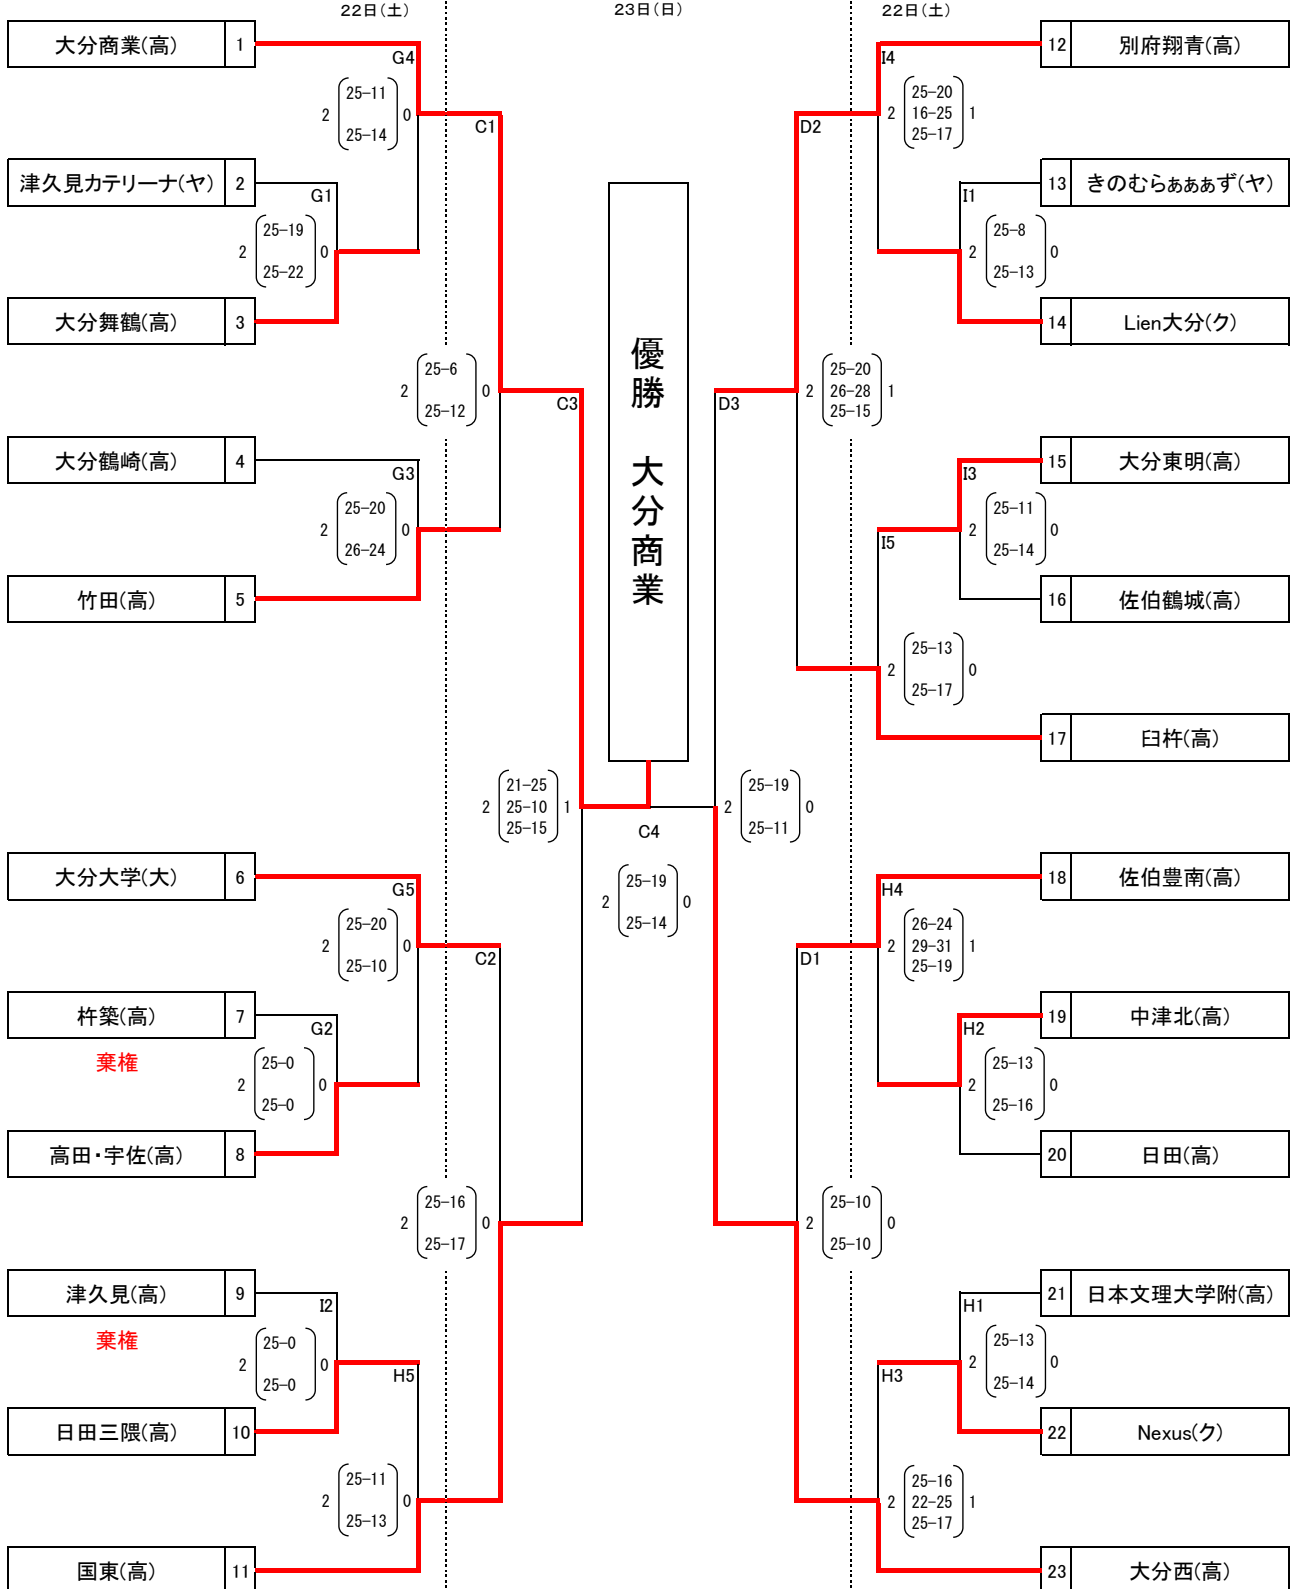 22日(土)
23日(日)
22日(土)
大分商業(高) 1
G4
25-11
2 0
25-14
C1
津久見カテリーナ(ヤ) 2
G1
25-19
2 0
25-22
大分舞鶴(高) 3
25-6
2 0
25-12
C3
大分鶴崎(高) 4
G3
25-20
2 0
26-24
竹田(高) 5
21-25
2 25-10 1
25-15
大分大学(大) 6
G5
25-20
2 0
25-10
C2
杵築(高) 7
棄権
G2
25-0
2 0
25-0
高田・宇佐(高) 8
25-16
2 0
25-17
津久見(高) 9
棄権
I2
25-0
2 0
25-0
H5
日田三隈(高) 10
25-11
2 0
25-13
国東(高) 11
優勝 大分商業
C4
25-19
2 0
25-14
12 別府翔青(高)
I4
25-20
2 16-25 1
25-17
D2
13 きのむらぁぁぁず(ヤ)
I1
25-8
2 0
25-13
14 Lien大分(ク)
25-20
2 26-28 1
25-15
D3
15 大分東明(高)
I3
25-11
2 0
25-14
I5
16 佐伯鶴城(高)
25-13
2 0
25-17
17 臼杵(高)
25-19
2 0
25-11
18 佐伯豊南(高)
H4
26-24
2 29-31 1
25-19
D1
19 中津北(高)
H2
25-13
2 0
25-16
20 日田(高)
25-10
2 0
25-10
21 日本文理大学附(高)
H1
25-13
2 0
25-14
H3
22 Nexus(ク)
25-16
2 22-25 1
25-17
23 大分西(高)